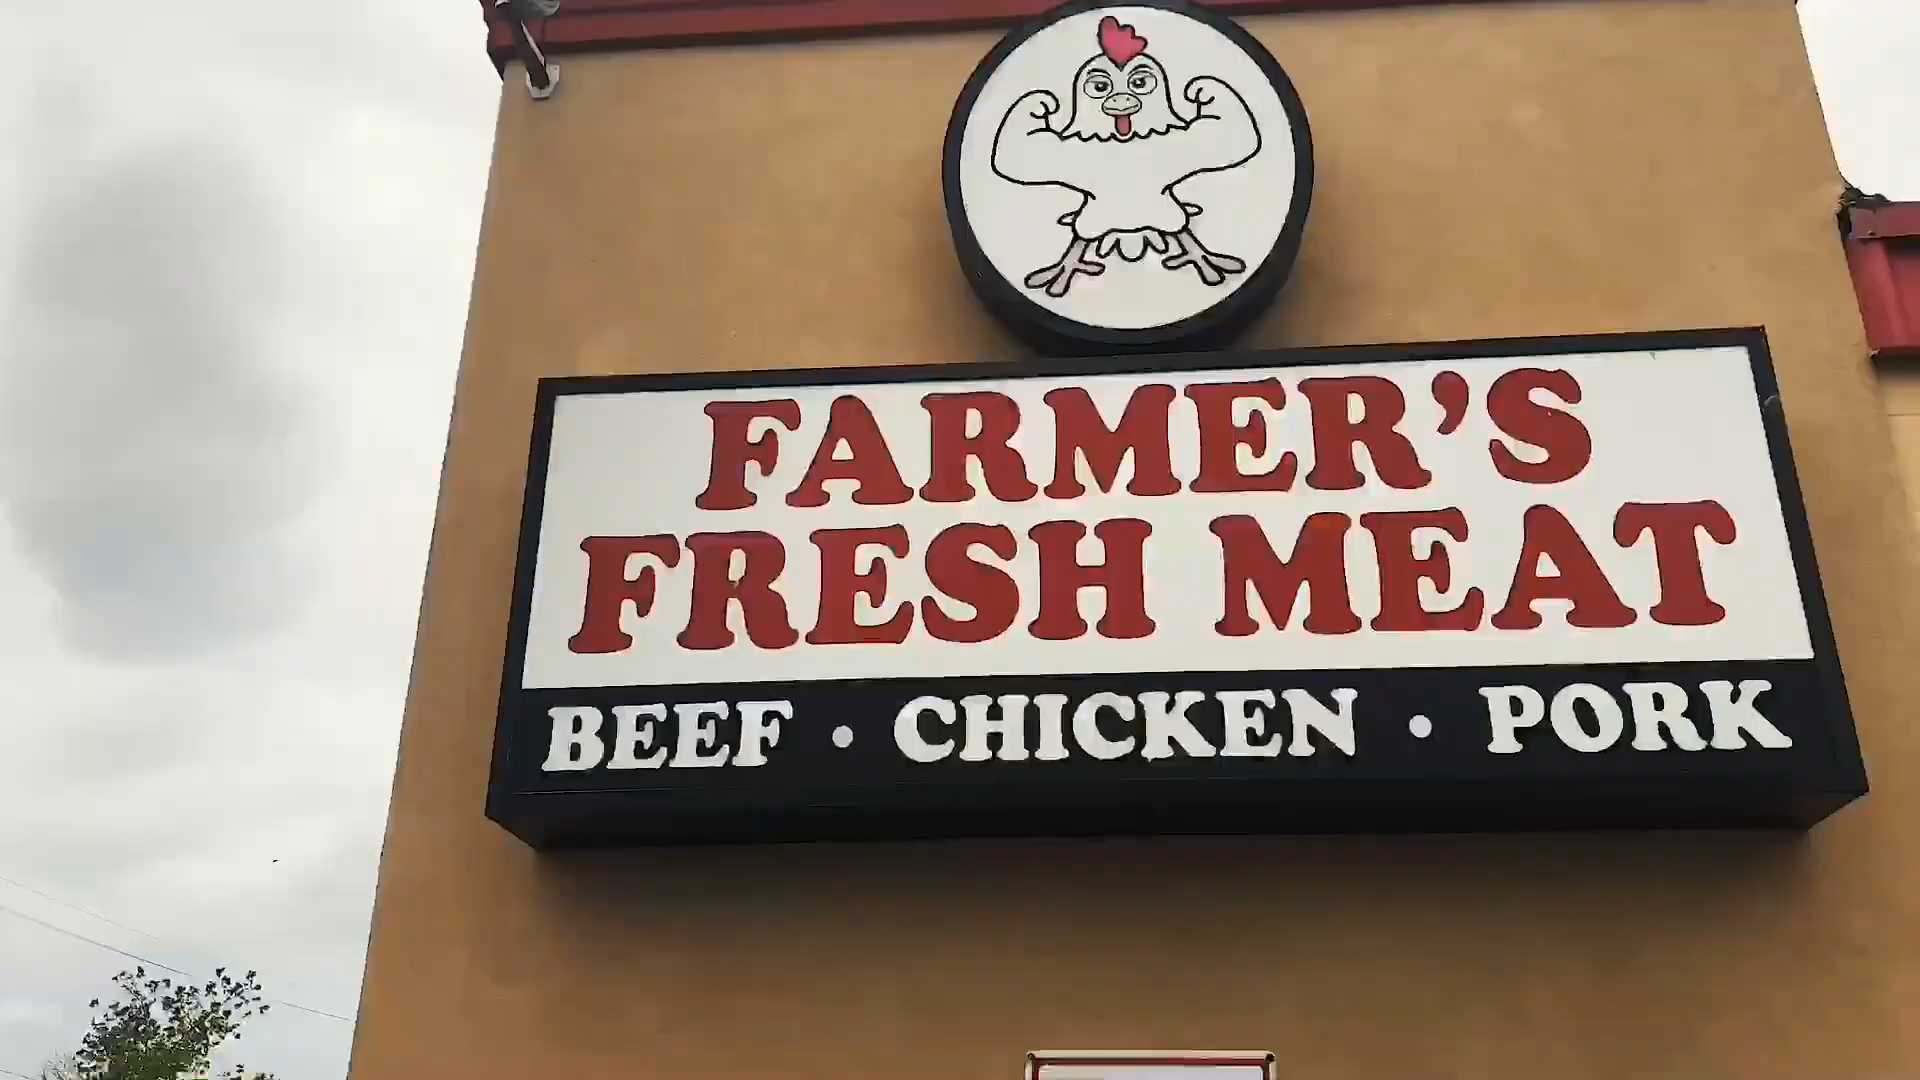 FARMER'S
FRESH MEAT
BEEF • CHICKEN • PORK